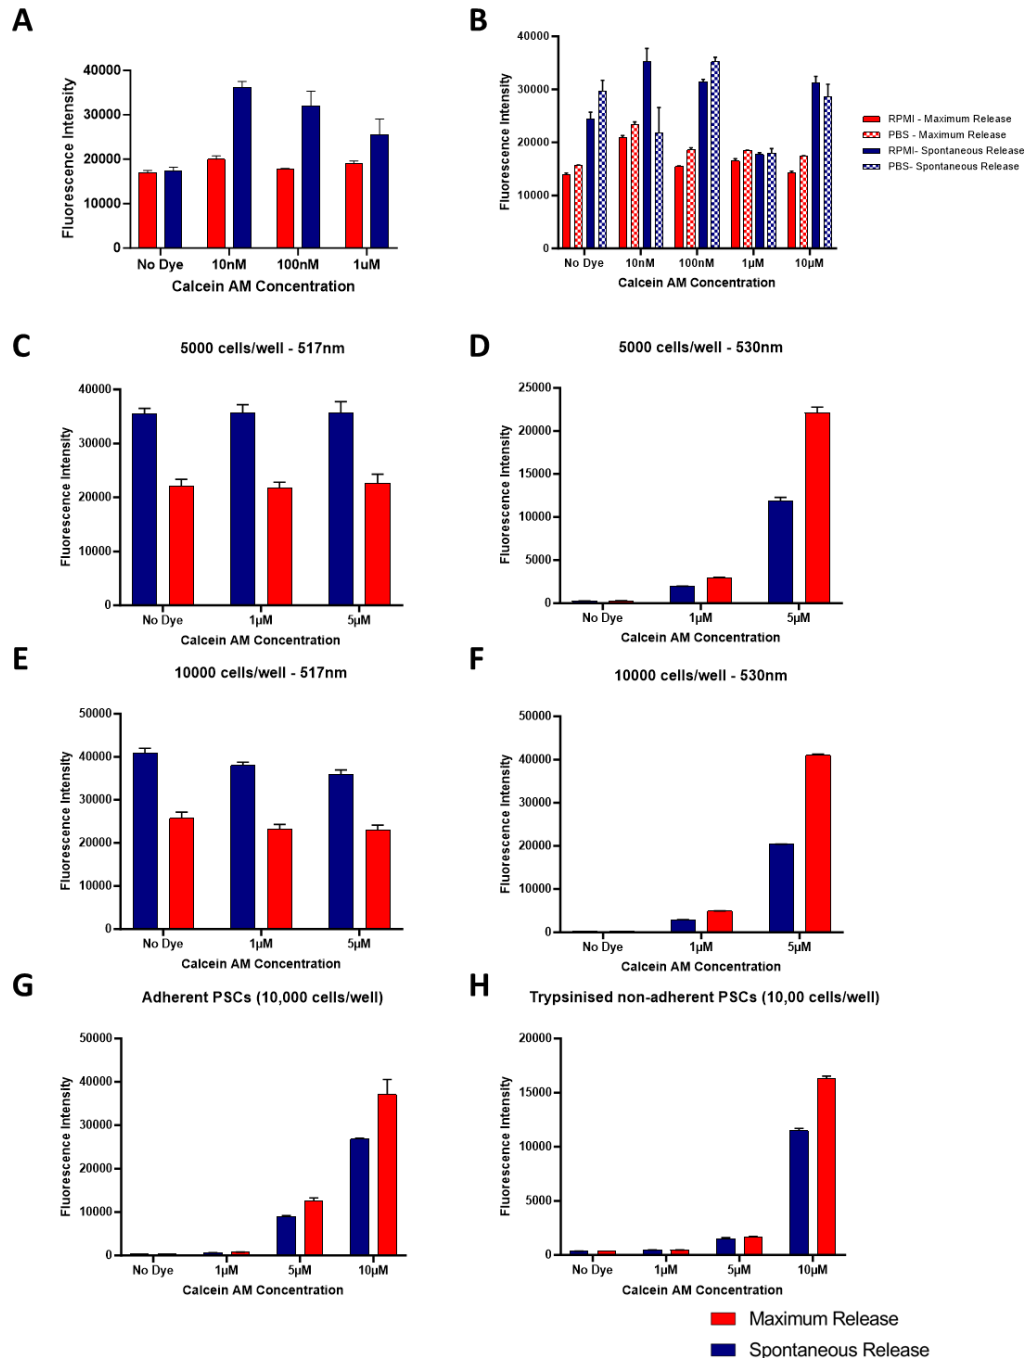 A
Fluorescence Intensity
40000
30000
20000
10000
0
No Dye 10nM 100nM 1uM
Calcein AM Concentration
B
Fluorescence Intensity
40000
30000
20000
10000
0
No Dye 10nM 100nM 1µM 10µM
Calcein AM Concentration
RPMI - Maximum Release
PBS - Maximum Release
RPMI- Spontaneous Release
PBS- Spontaneous Release
C
5000 cells/well - 517nm
Fluorescence Intensity
40000
30000
20000
10000
0
No Dye 1µM 5µM
Calcein AM Concentration
D
5000 cells/well - 530nm
Fluorescence Intensity
25000
20000
15000
10000
5000
0
No Dye 1µM 5µM
Calcein AM Concentration
E
10000 cells/well - 517nm
Fluorescence Intensity
50000
40000
30000
20000
10000
0
No Dye 1µM 5µM
Calcein AM Concentration
F
10000 cells/well - 530nm
Fluorescence Intensity
50000
40000
30000
20000
10000
0
No Dye 1µM 5µM
Calcein AM Concentration
G
Adherent PSCs (10,000 cells/well)
Fluorescence Intensity
50000
40000
30000
20000
10000
0
No Dye 1µM 5µM 10µM
Calcein AM Concentration
H
Trypsinised non-adherent PSCs (10,00 cells/well)
Fluorescence Intensity
20000
15000
10000
5000
0
No Dye 1µM 5µM 10µM
Calcein AM Concentration
Maximum Release
Spontaneous Release